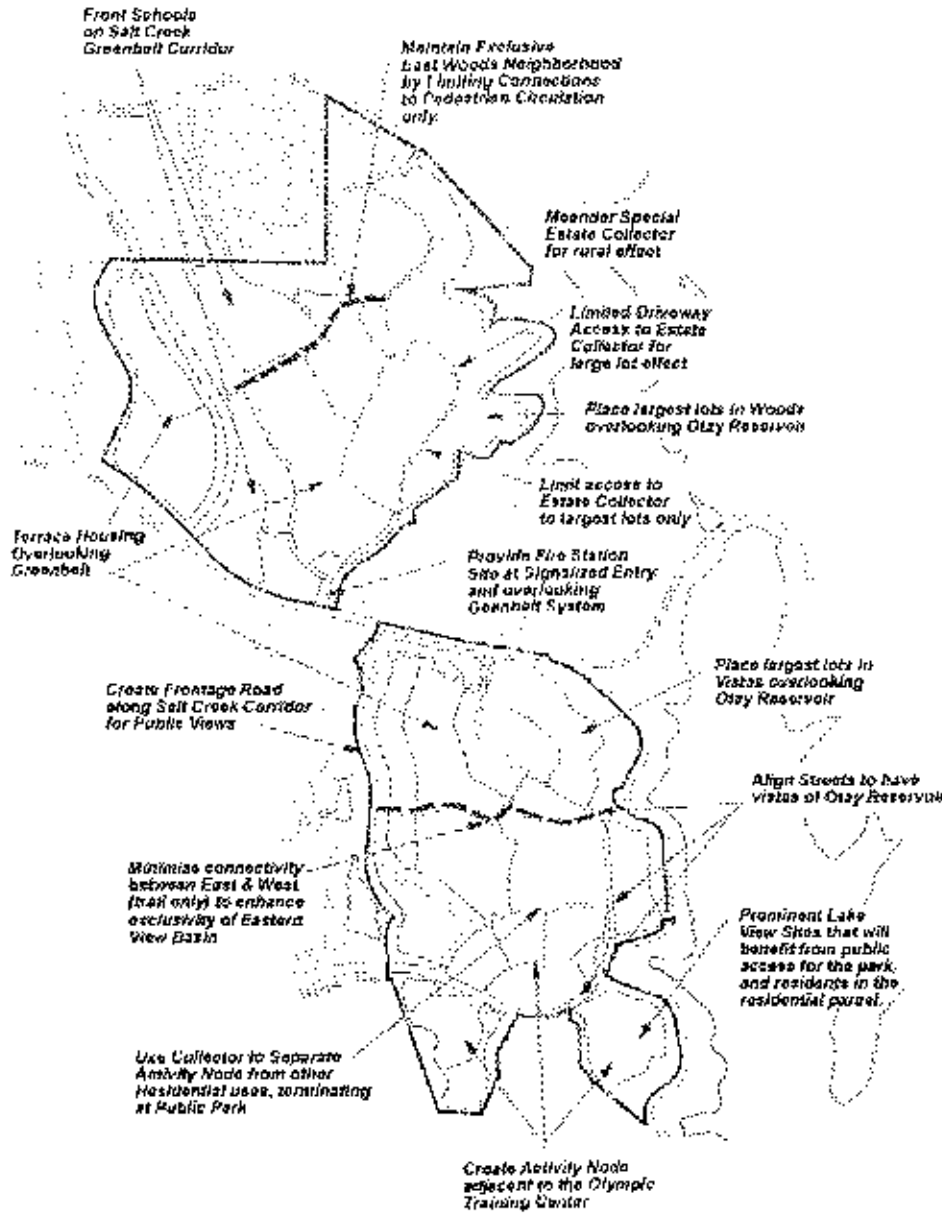 Front Schools
on Salt Creek
Greenbelt Corridor
Maintain Exclusive
East Woods Neighborhood
by Limiting Connections
to Pedestrian Circulation
only.
Meander Special
Estate Collector
for rural effect
Limited Driveway
Access to Estate
Collector for
large lot effect
Place largest lots in Woods
overlooking Otay Reservoir
Limit access to
Estate Collector
to largest lots only
Terrace Housing
Overlooking
Greenbelt
Provide Fire Station
Site at Signalized Entry
and overlooking
Geenbelt System
Create Frontage Road
along Salt Creek Corridor
for Public Views
Place largest lots in
Vistas overlooking
Otay Reservoir
Align Streets to have
vistas of Otay Reservoir
Minimize connectivity
between East & West
(trail only) to enhance
exclusivity of Eastern
View Basin
Prominent Lake
View Sites that will
benefit from public
access for the park,
and residents in the
residential parcel.
Use Collector to Separate
Activity Node from other
Residential uses, terminating
at Public Park
Create Activity Node
adjacent to the Olympic
Training Center